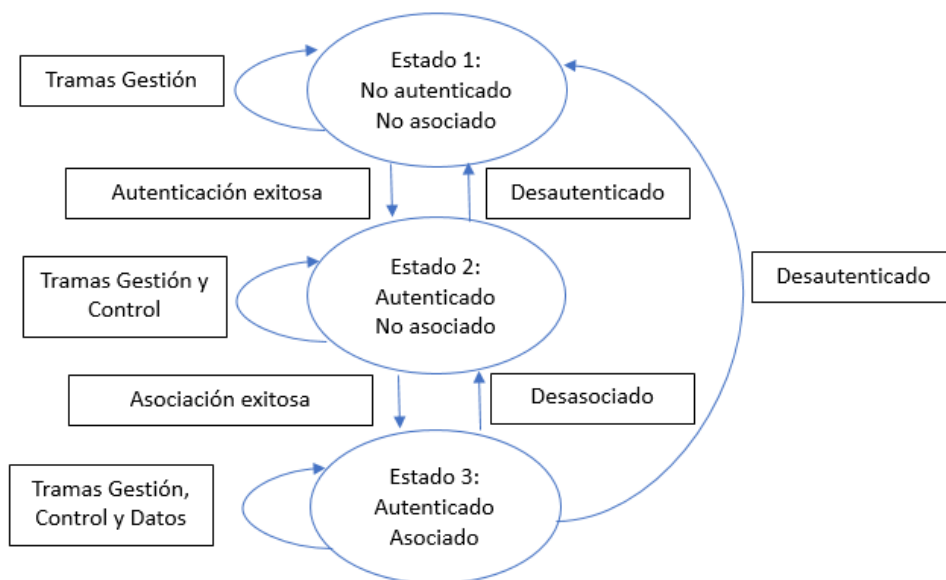 Estado 1:
No autenticado
No asociado
Tramas Gestión
Autenticación exitosa
Desautenticado
Estado 2:
Autenticado
No asociado
Tramas Gestión y
Control
Desautenticado
Asociación exitosa
Desasociado
Estado 3:
Autenticado
Asociado
Tramas Gestión,
Control y Datos